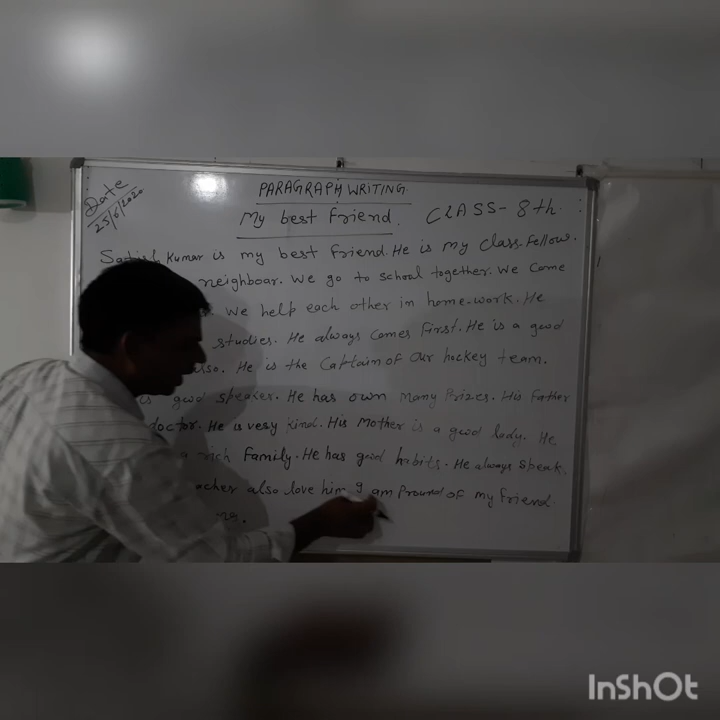 Date
25/6/2020
PARAGRAPH WRITING
My best friend. CLASS- 8th.
Satish Kumar is my best friend. He is my class. Fellow.
neighboar. We go to school together. We come
We help each other in home-work. He
studies. He always comes first. He is a good
also. He is the Captain of our hockey team.
is good speaker. He has own many Prizes. His Father
doctor. He is very kind. His Mother is a good lady. He
a rich family. He has good habits. He always speak
also love him. I am Pround of my friend.
InShOt